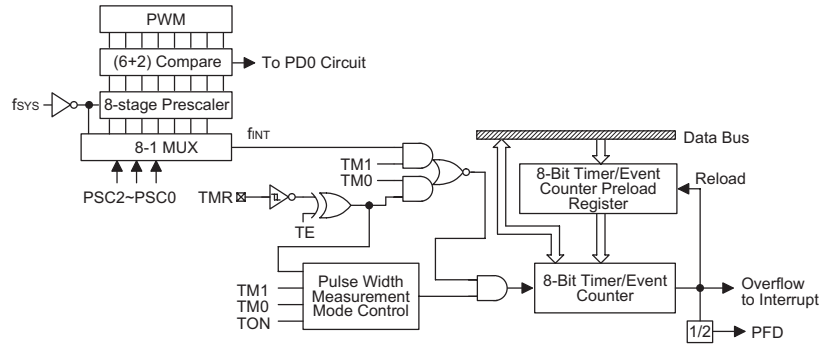 PWM
(6+2) Compare
To PD0 Circuit
fSYS
8-stage Prescaler
8-1 MUX
fINT
PSC2~PSC0
TM1
TM0
TMR
TE
Data Bus
8-Bit Timer/Event
Counter Preload
Register
Reload
TM1
TM0
TON
Pulse Width
Measurement
Mode Control
8-Bit Timer/Event
Counter
Overflow
to Interrupt
1/2
PFD